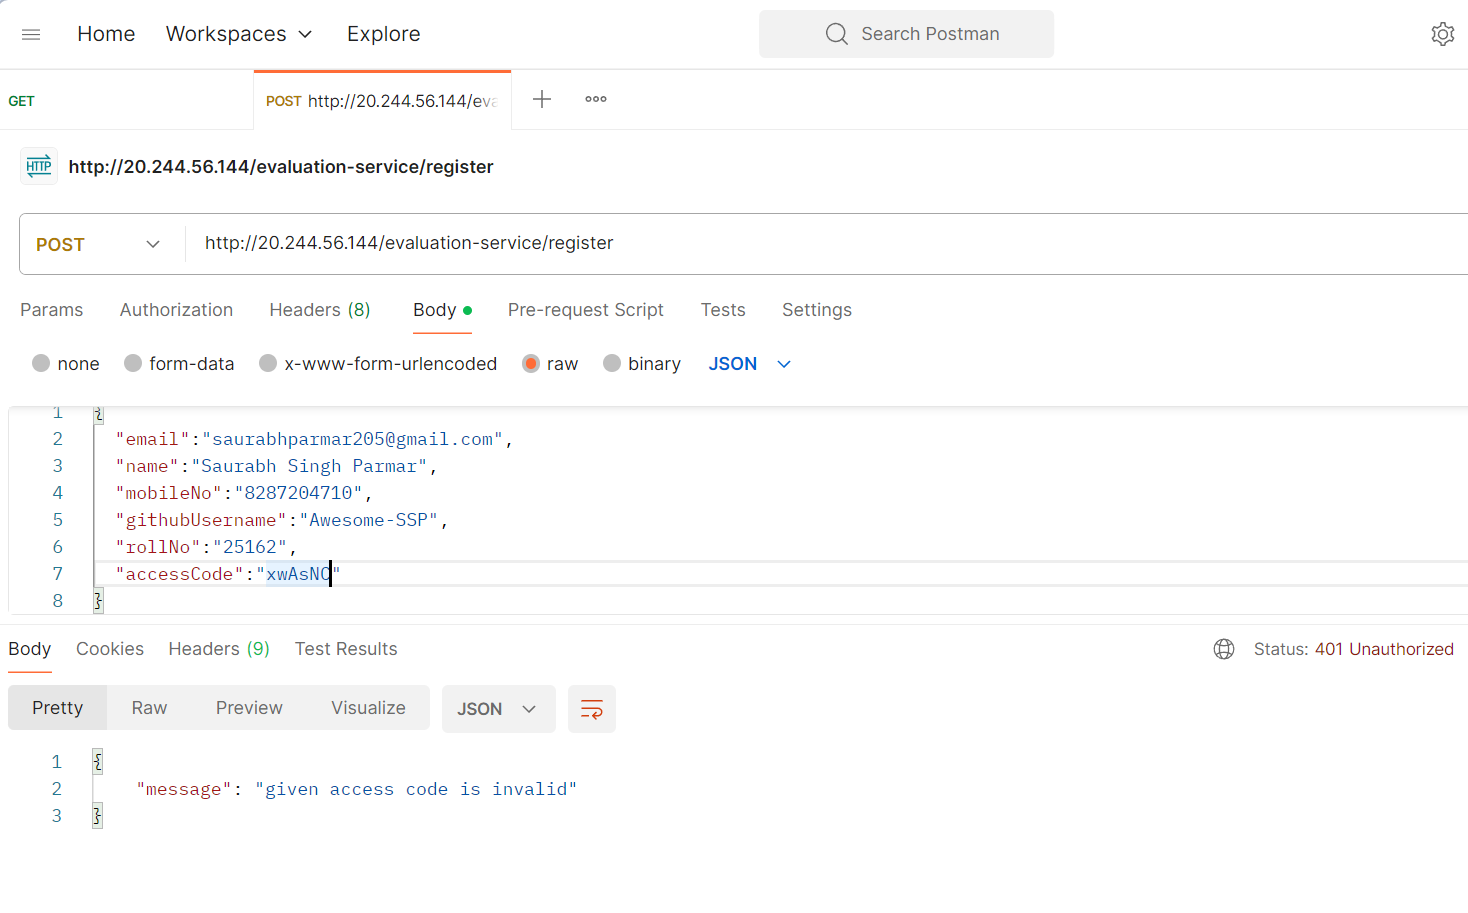 Home Workspaces Explore Search Postman
GET POST http://20.244.56.144/eva
HTTP http://20.244.56.144/evaluation-service/register
POST http://20.244.56.144/evaluation-service/register
Params Authorization Headers (8) Body Pre-request Script Tests Settings
none form-data x-www-form-urlencoded raw binary JSON
1 {
2 "email":"saurabhparmar205@gmail.com",
3 "name":"Saurabh Singh Parmar",
4 "mobileNo":"8287204710",
5 "githubUsername":"Awesome-SSP",
6 "rollNo":"25162",
7 "accessCode":
8 }
Body Cookies Headers (9) Test Results Status: 401 Unauthorized
Pretty Raw Preview Visualize JSON
1 {
2 "message": "given access code is invalid"
3 }